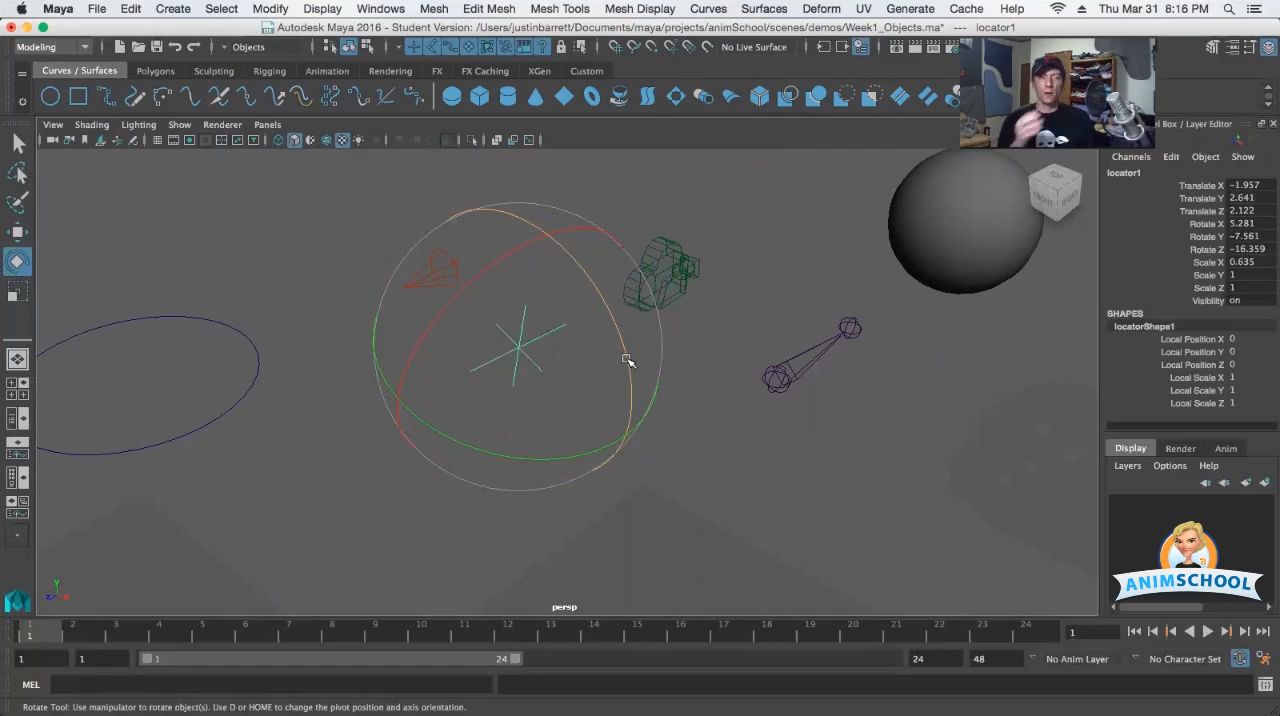 Maya File Edit Create Select Modify Display Windows Mesh Edit Mesh Mesh Tools Mesh Display Curves Surfaces Deform UV Generate Cache Help Thu Mar 31 8:16 PM
Autodesk Maya 2016 - Student Version: /Users/justinbarrett/Documents/maya/projects/animSchool/scenes/demos/Week1_Objects.ma* --- locator1
Modeling Objects No Live Surface
Curves / Surfaces Polygons Sculpting Rigging Animation Rendering FX FX Caching XGen Custom
View Shading Lighting Show Renderer Panels
el Box / Layer Editor
Channels Edit Object Show
locator1
Translate X -1.957
Translate Y 2.641
Translate Z 2.122
Rotate X 5.281
Rotate Y -7.561
Rotate Z -16.359
Scale X 0.635
Scale Y 1
Scale Z 1
Visibility on
SHAPES
locatorShape1
Local Position X 0
Local Position Y 0
Local Position Z 0
Local Scale X 1
Local Scale Y 1
Local Scale Z 1
FRONT
Display Render Anim
Layers Options Help
ANIMSCHOOL
Y
persp
1 2 3 4 5 6 7 8 9 10 11 12 13 14 15 16 17 18 19 20 21 22 23 24
1 1
1 1 1 24 24 48 No Anim Layer No Character Set
MEL
Rotate Tool: Use manipulator to rotate object(s). Use D or HOME to change the pivot position and axis orientation.